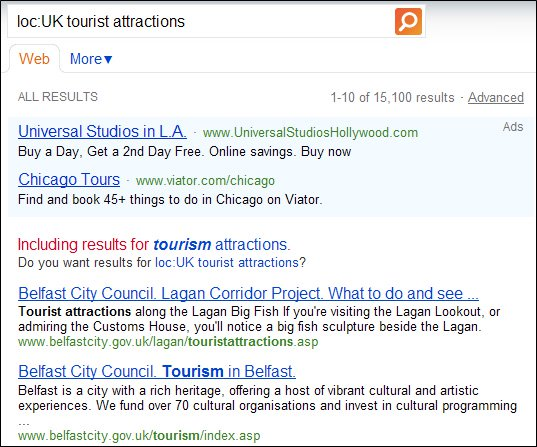 loc:UK tourist attractions
Web More▼
ALL RESULTS 1-10 of 15,100 results · Advanced
Universal Studios in L.A. · www.UniversalStudiosHollywood.com Ads
Buy a Day, Get a 2nd Day Free. Online savings. Buy now
Chicago Tours · www.viator.com/chicago
Find and book 45+ things to do in Chicago on Viator.
Including results for tourism attractions.
Do you want results for loc:UK tourist attractions?
Belfast City Council. Lagan Corridor Project. What to do and see ...
Tourist attractions along the Lagan Big Fish If you're visiting the Lagan Lookout, or
admiring the Customs House, you'll notice a big fish sculpture beside the Lagan.
www.belfastcity.gov.uk/lagan/touristattractions.asp
Belfast City Council. Tourism in Belfast.
Belfast is a city with a rich heritage, offering a host of vibrant cultural and artistic
experiences. We fund over 70 cultural organisations and invest in cultural programming
...
www.belfastcity.gov.uk/tourism/index.asp